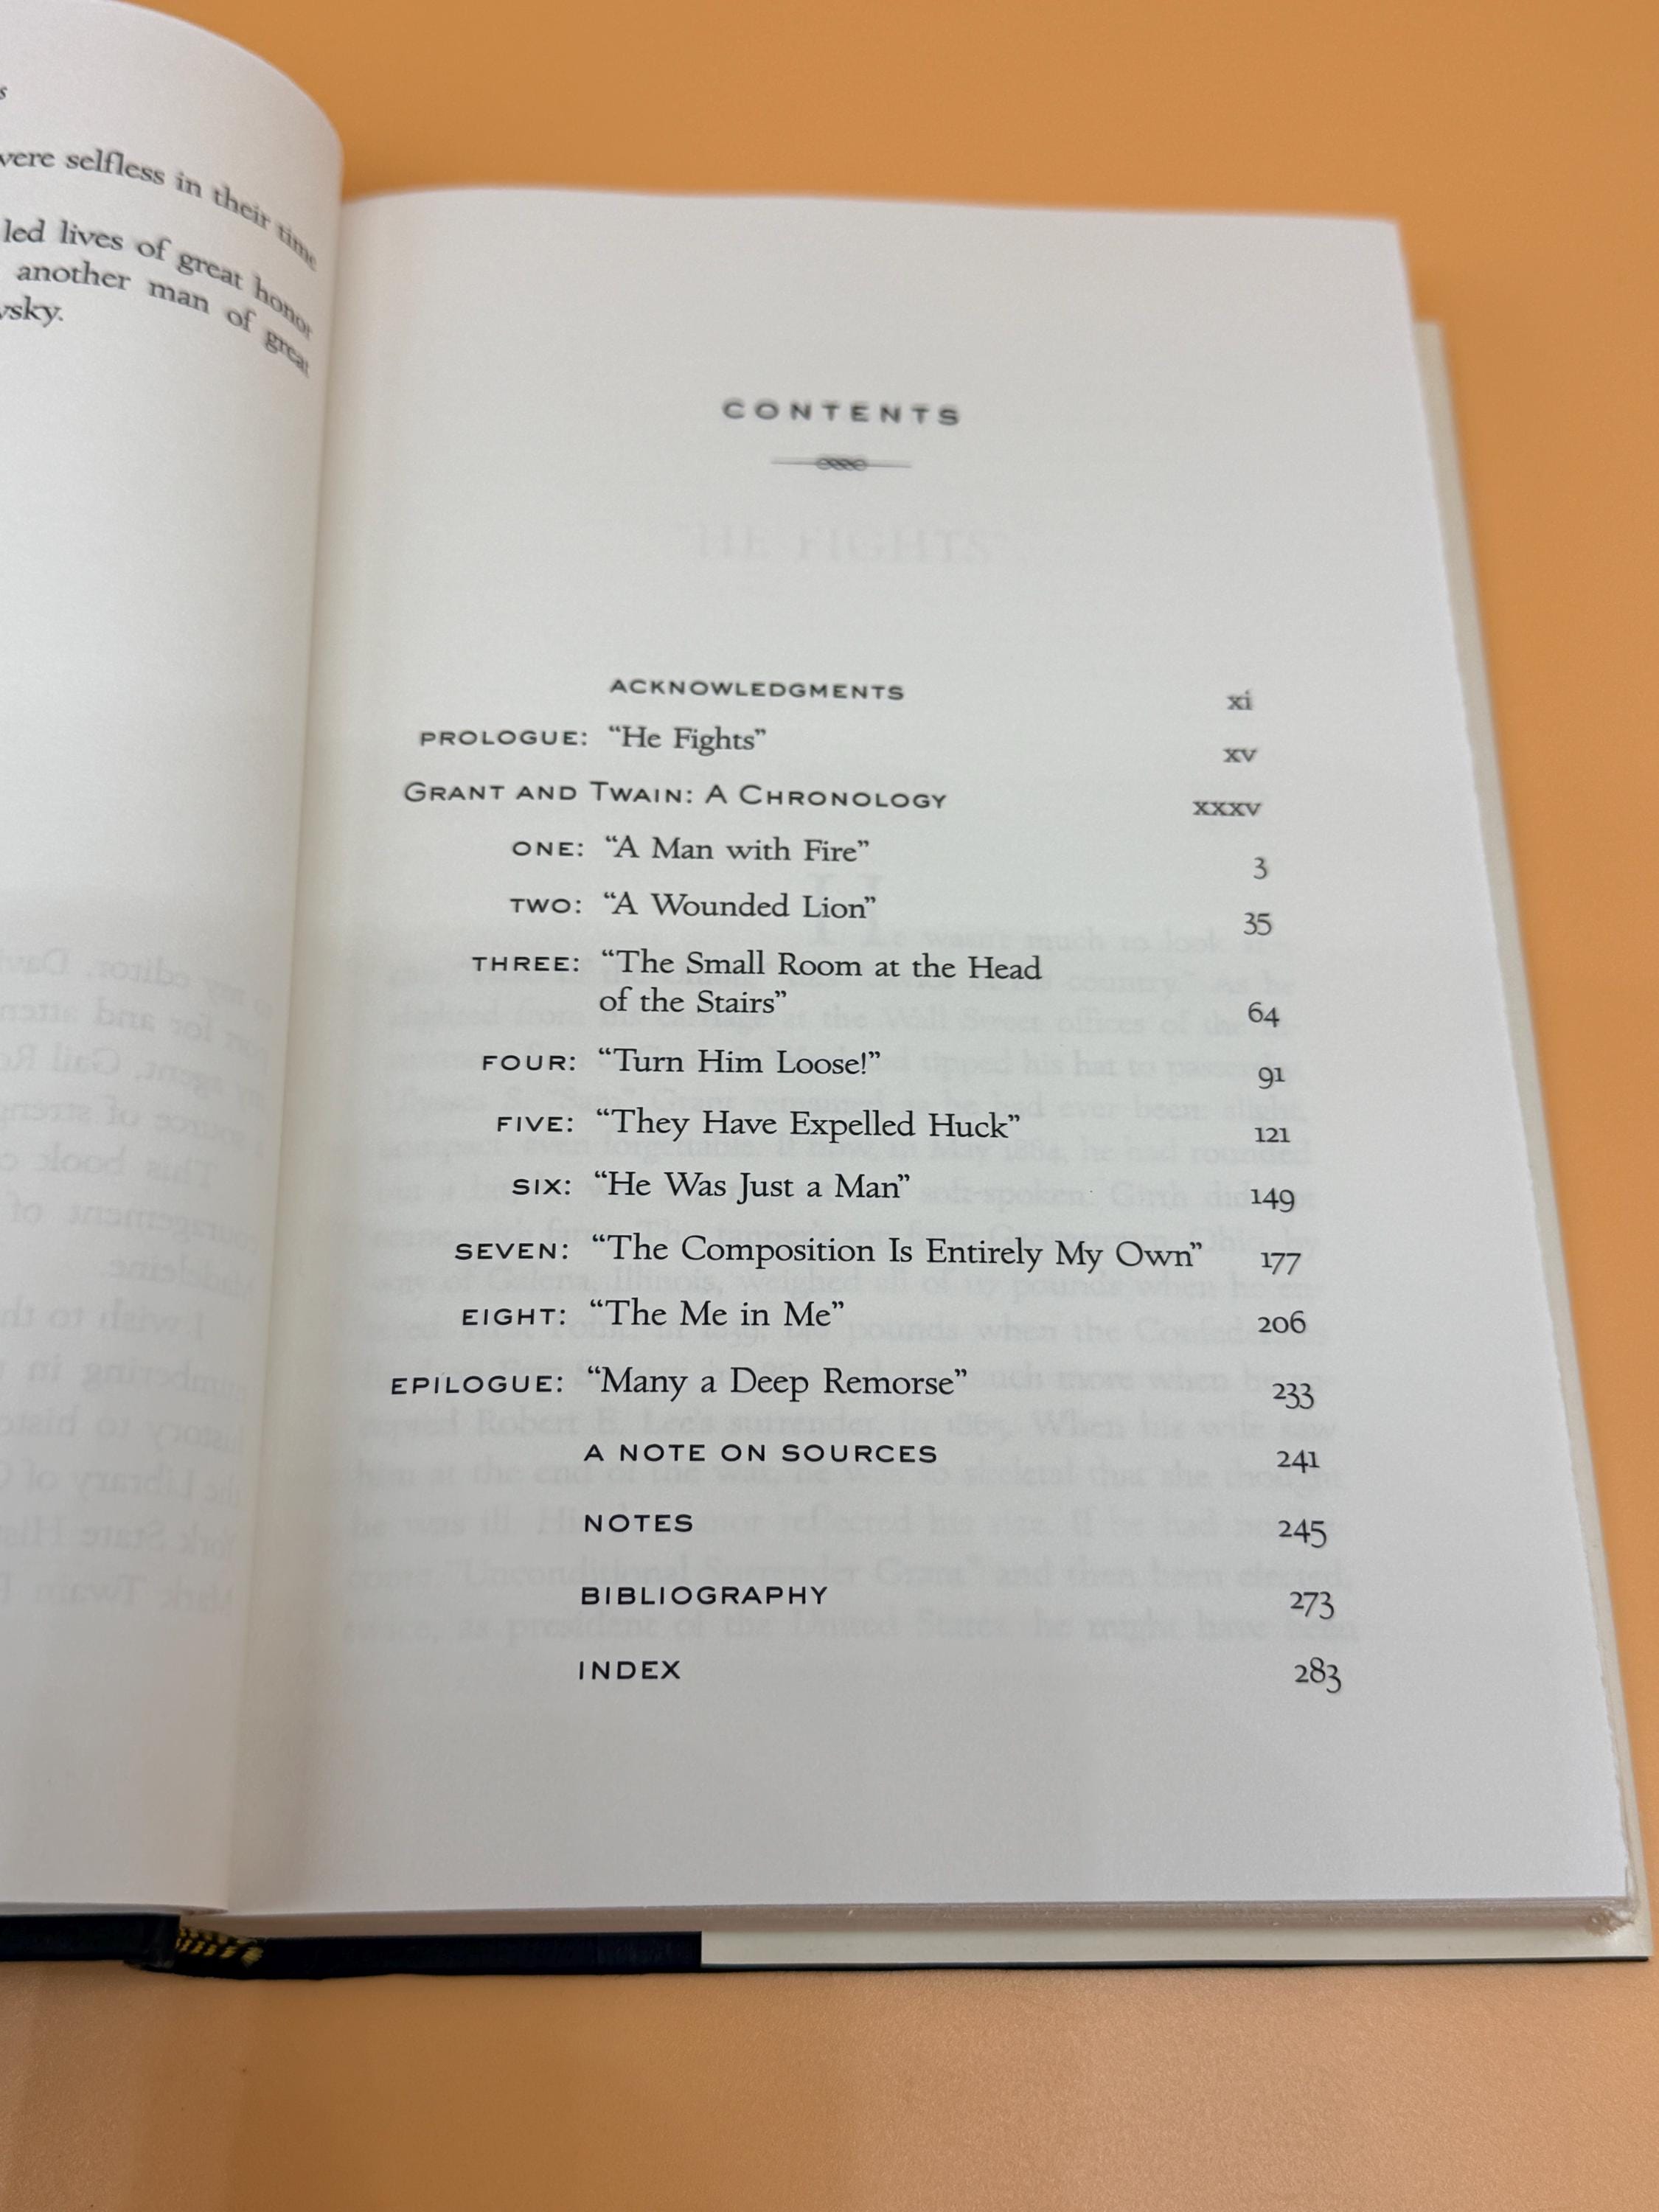 vere selfless in their time
led lives of great honor
another man of great
vsky.
CONTENTS
ACKNOWLEDGMENTS xi
PROLOGUE: “He Fights” xv
GRANT AND TWAIN: A CHRONOLOGY xxxv
ONE: “A Man with Fire” 3
TWO: “A Wounded Lion” 35
THREE: “The Small Room at the Head
of the Stairs” 64
FOUR: “Turn Him Loose!” 91
FIVE: “They Have Expelled Huck” 121
SIX: “He Was Just a Man” 149
SEVEN: “The Composition Is Entirely My Own” 177
EIGHT: “The Me in Me” 206
EPILOGUE: “Many a Deep Remorse” 233
A NOTE ON SOURCES 241
NOTES 245
BIBLIOGRAPHY 273
INDEX 283